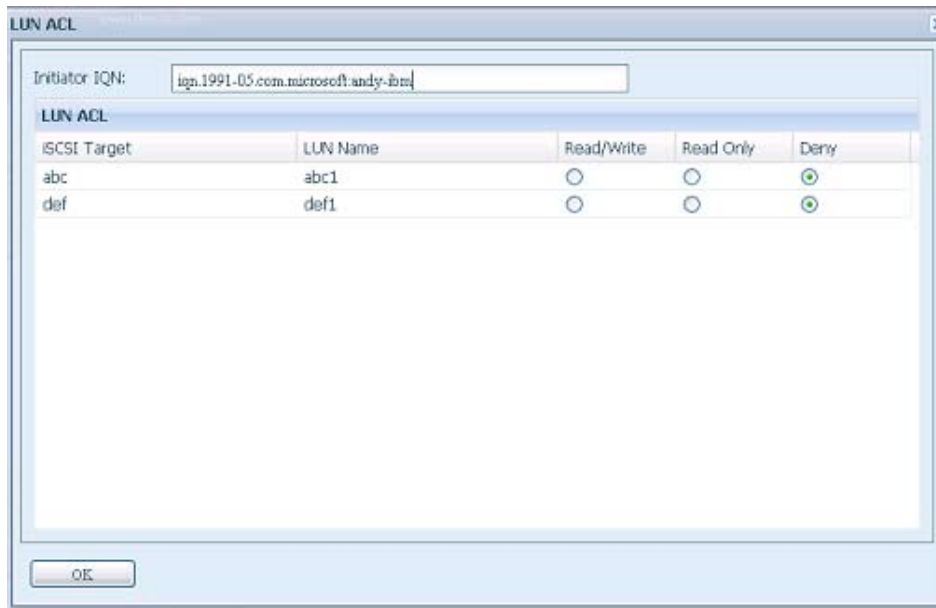 LUN ACL
Initiator IQN: iqn.1991-05.com.microsoft:andy-ibm
LUN ACL
iSCSI Target LUN Name Read/Write Read Only Deny
abc abc1
def def1
OK